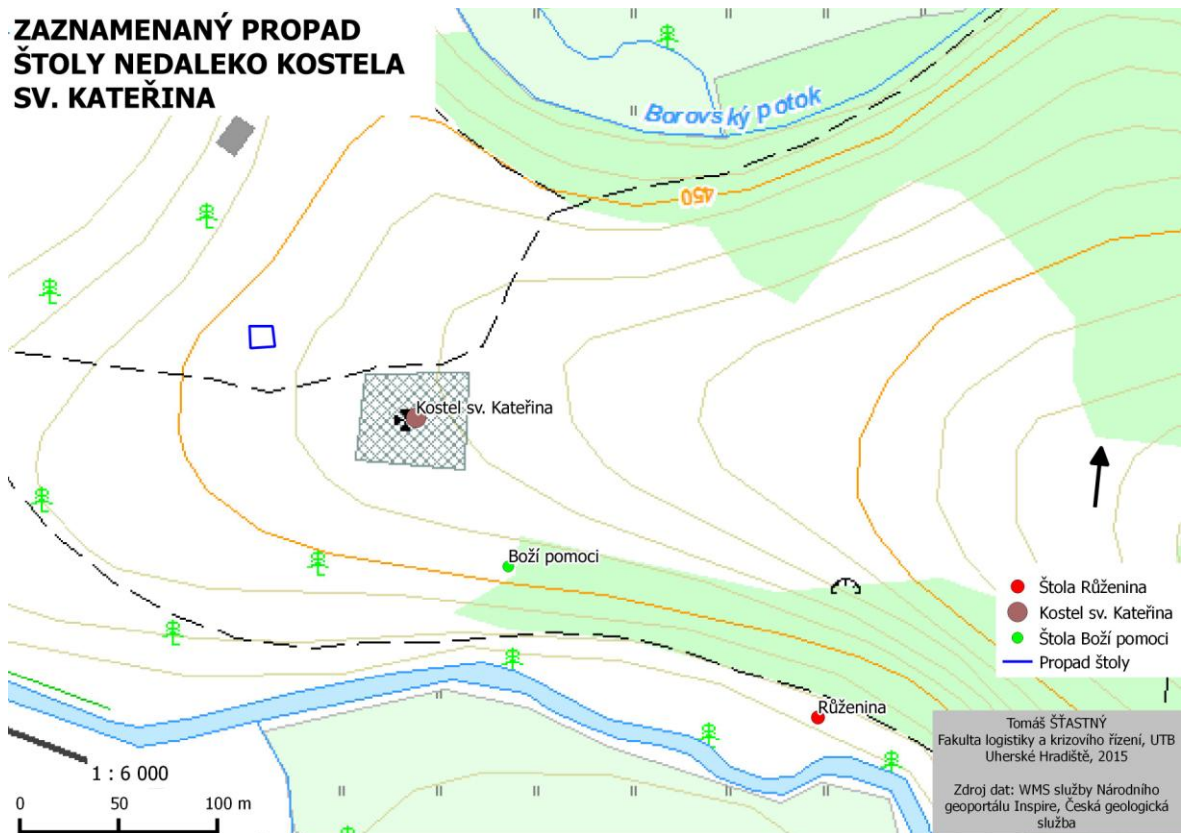 ZAZNAMENANÝ PROPAD
ŠTOLY NEDALEKO KOSTELA
SV. KATEŘINA
Borovský potok
450
Kostel sv. Kateřina
Boží pomoci
Růženina
Štola Růženina
Kostel sv. Kateřina
Štola Boží pomoci
Propad štoly
1 : 6 000
0 50 100 m
Tomáš ŠŤASTNÝ
Fakulta logistiky a krizového řízení, UTB
Uherské Hradiště, 2015
Zdroj dat: WMS služby Národního
geoportálu Inspire, Česká geologická
služba